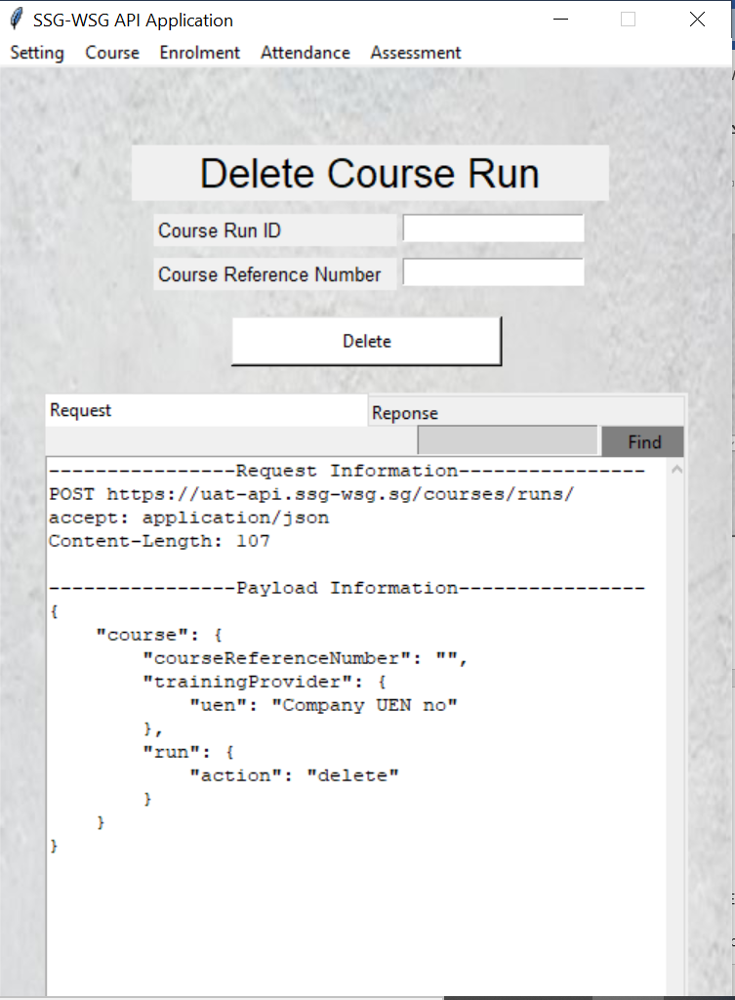 SSG-WSG API Application
Setting Course Enrolment Attendance Assessment
Delete Course Run
Course Run ID
Course Reference Number
Delete
Request Reponse
Find
----------------Request Information----------------
POST https://uat-api.ssg-wsg.sg/courses/runs/
accept: application/json
Content-Length: 107
----------------Payload Information----------------
{
    "course": {
        "courseReferenceNumber": "",
        "trainingProvider": {
            "uen": "Company UEN no"
        },
        "run": {
            "action": "delete"
        }
    }
}